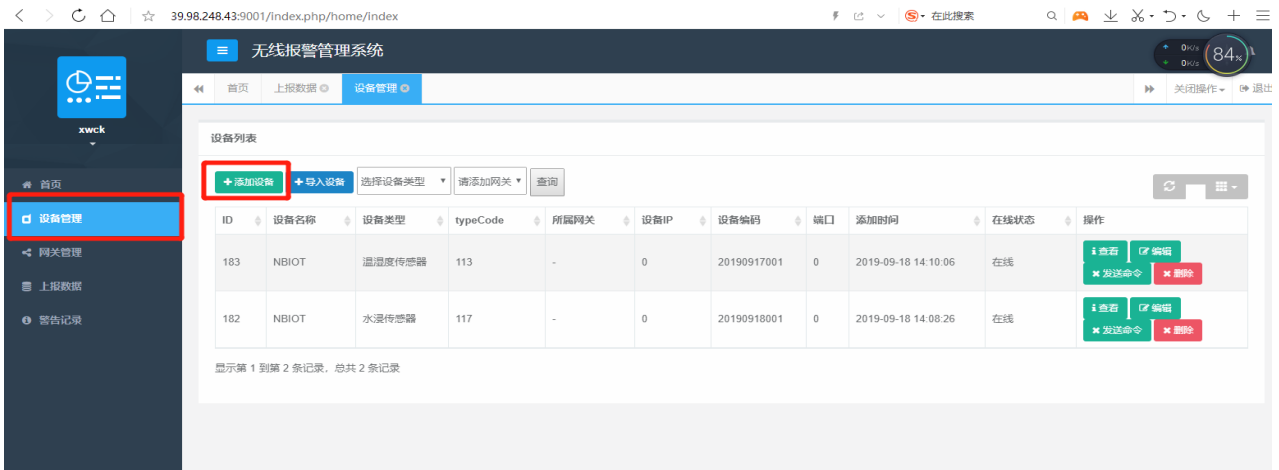 39.98.248.43:9001/index.php/home/index
在此搜索
无线报警管理系统
0K/s
0K/s
84%
首页 上报数据 设备管理 关闭操作 退出
xwck
首页
设备管理
网关管理
上报数据
警告记录
设备列表
+添加设备 +导入设备 选择设备类型 请添加网关 查询
ID 设备名称 设备类型 typeCode 所属网关 设备IP 设备编码 端口 添加时间 在线状态 操作
183 NBIOT 温湿度传感器 113 - 0 20190917001 0 2019-09-18 14:10:06 在线 查看 编辑
发送命令 删除
182 NBIOT 水浸传感器 117 - 0 20190918001 0 2019-09-18 14:08:26 在线 查看 编辑
发送命令 删除
显示第 1 到第 2 条记录，总共 2 条记录